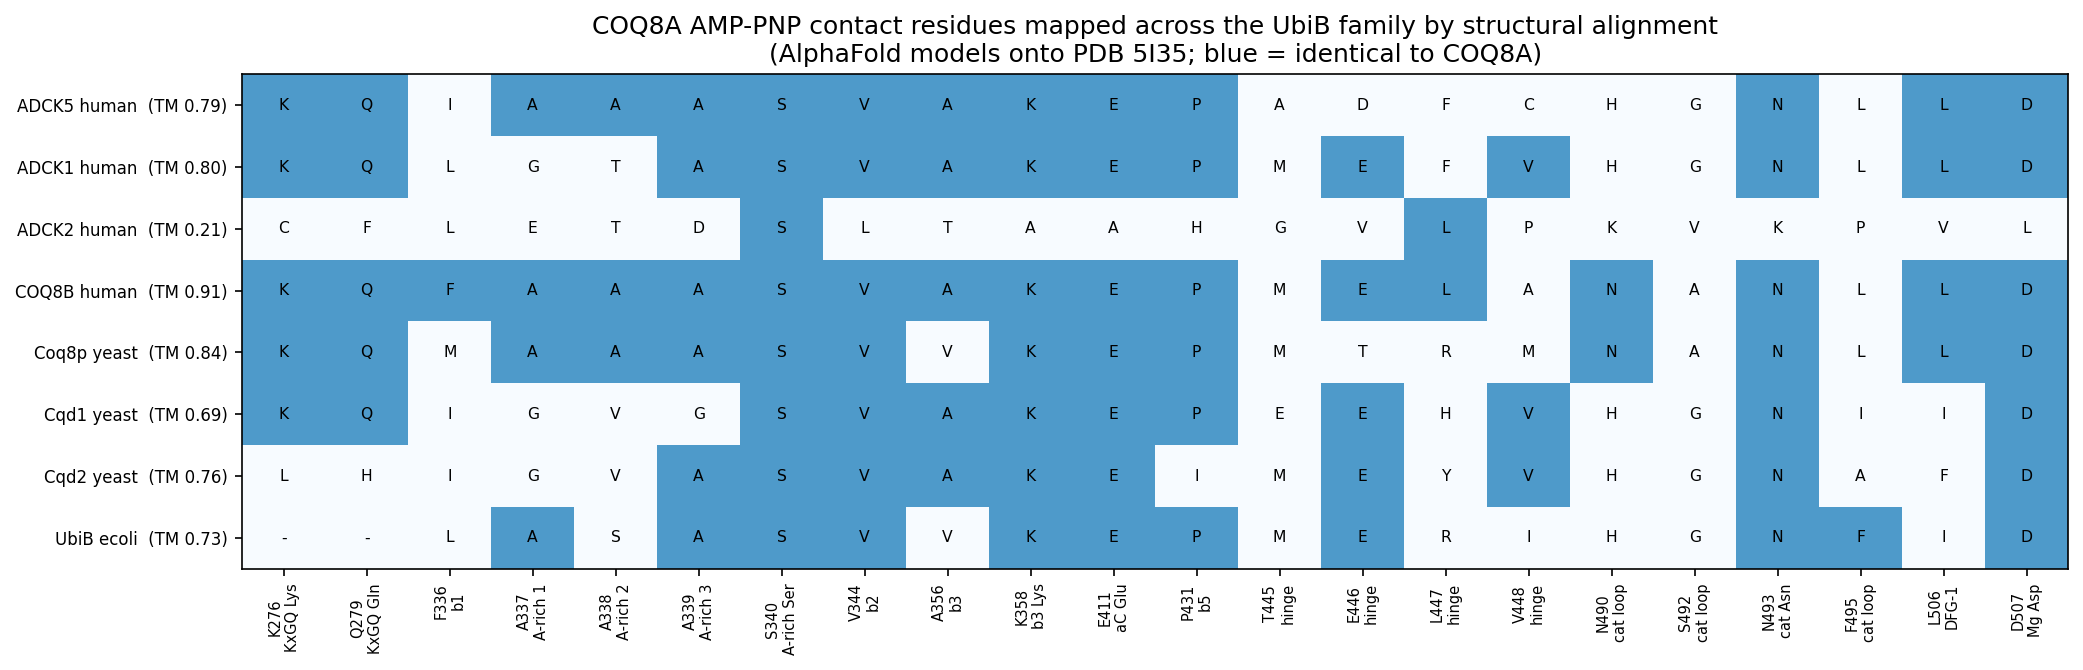 COQ8A AMP-PNP contact residues mapped across the UbiB family by structural alignment
(AlphaFold models onto PDB 5I35; blue = identical to COQ8A)
ADCK5 human (TM 0.79) K Q I A A A S V A K E P A D F C H G N L L D
ADCK1 human (TM 0.80) K Q L G T A S V A K E P M E F V H G N L L D
ADCK2 human (TM 0.21) C F L E T D S L T A A H G V L P K V K P V L
COQ8B human (TM 0.91) K Q F A A A S V A K E P M E L A N A N L L D
Coq8p yeast (TM 0.84) K Q M A A A S V V K E P M T R M N A N L L D
Cqd1 yeast (TM 0.69) K Q I G V G S V A K E P E E H V H G N I I D
Cqd2 yeast (TM 0.76) L H I G V A S V A K E I M E Y V H G N A F D
UbiB ecoli (TM 0.73) - - L A S A S V V K E P M E R I H G N F I D
K276
KxGQ Lys
Q279
KxGQ Gln
F336
b1
A337
A-rich 1
A338
A-rich 2
A339
A-rich 3
S340
A-rich Ser
V344
b2
A356
b3
K358
b3 Lys
E411
aC Glu
P431
b5
T445
hinge
E446
hinge
L447
hinge
V448
hinge
N490
cat loop
S492
cat loop
N493
cat Asn
F495
cat loop
L506
DFG-1
D507
Mg Asp